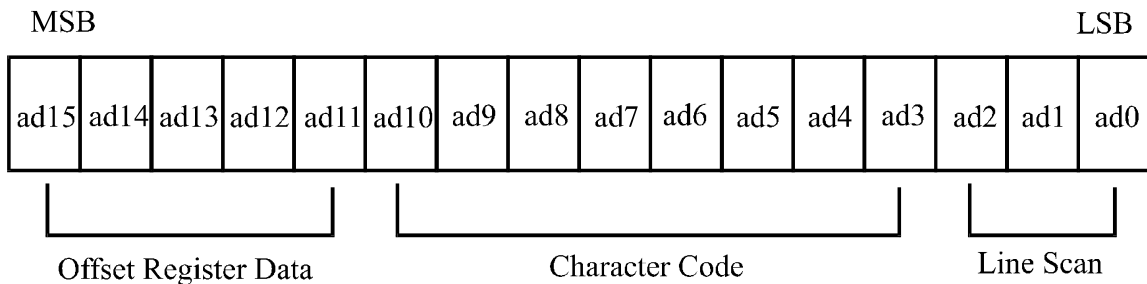 MSB LSB
ad15 ad14 ad13 ad12 ad11 ad10 ad9 ad8 ad7 ad6 ad5 ad4 ad3 ad2 ad1 ad0
Offset Register Data Character Code Line Scan